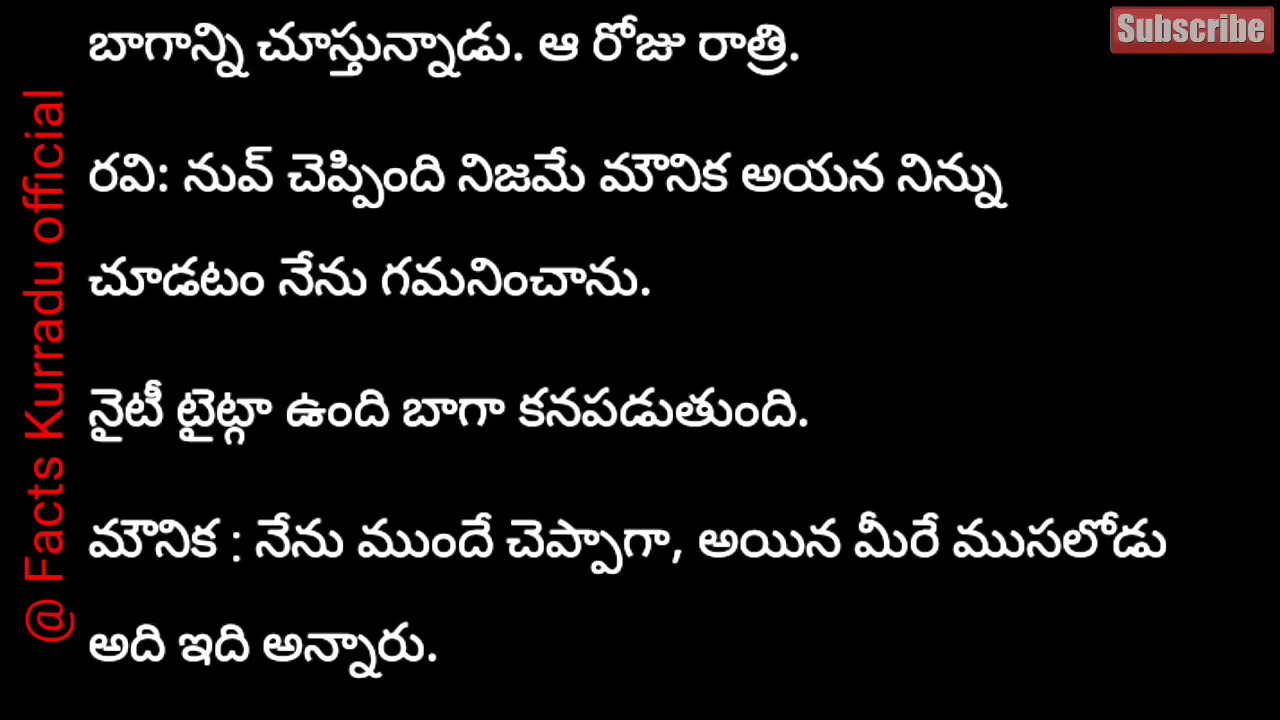 బాగాన్ని చూస్తున్నాడు. ఆ రోజు రాత్రి.
Subscribe
రవి: నువ్ చెప్పింది నిజమే మౌనిక అయన నిన్ను
చూడటం నేను గమనించాను.
నైటీ టైట్గా ఉంది బాగా కనపడుతుంది.
మౌనిక : నేను ముందే చెప్పాగా, అయిన మీరే ముసలోడు
అది ఇది అన్నారు.
@ Facts Kurradu official